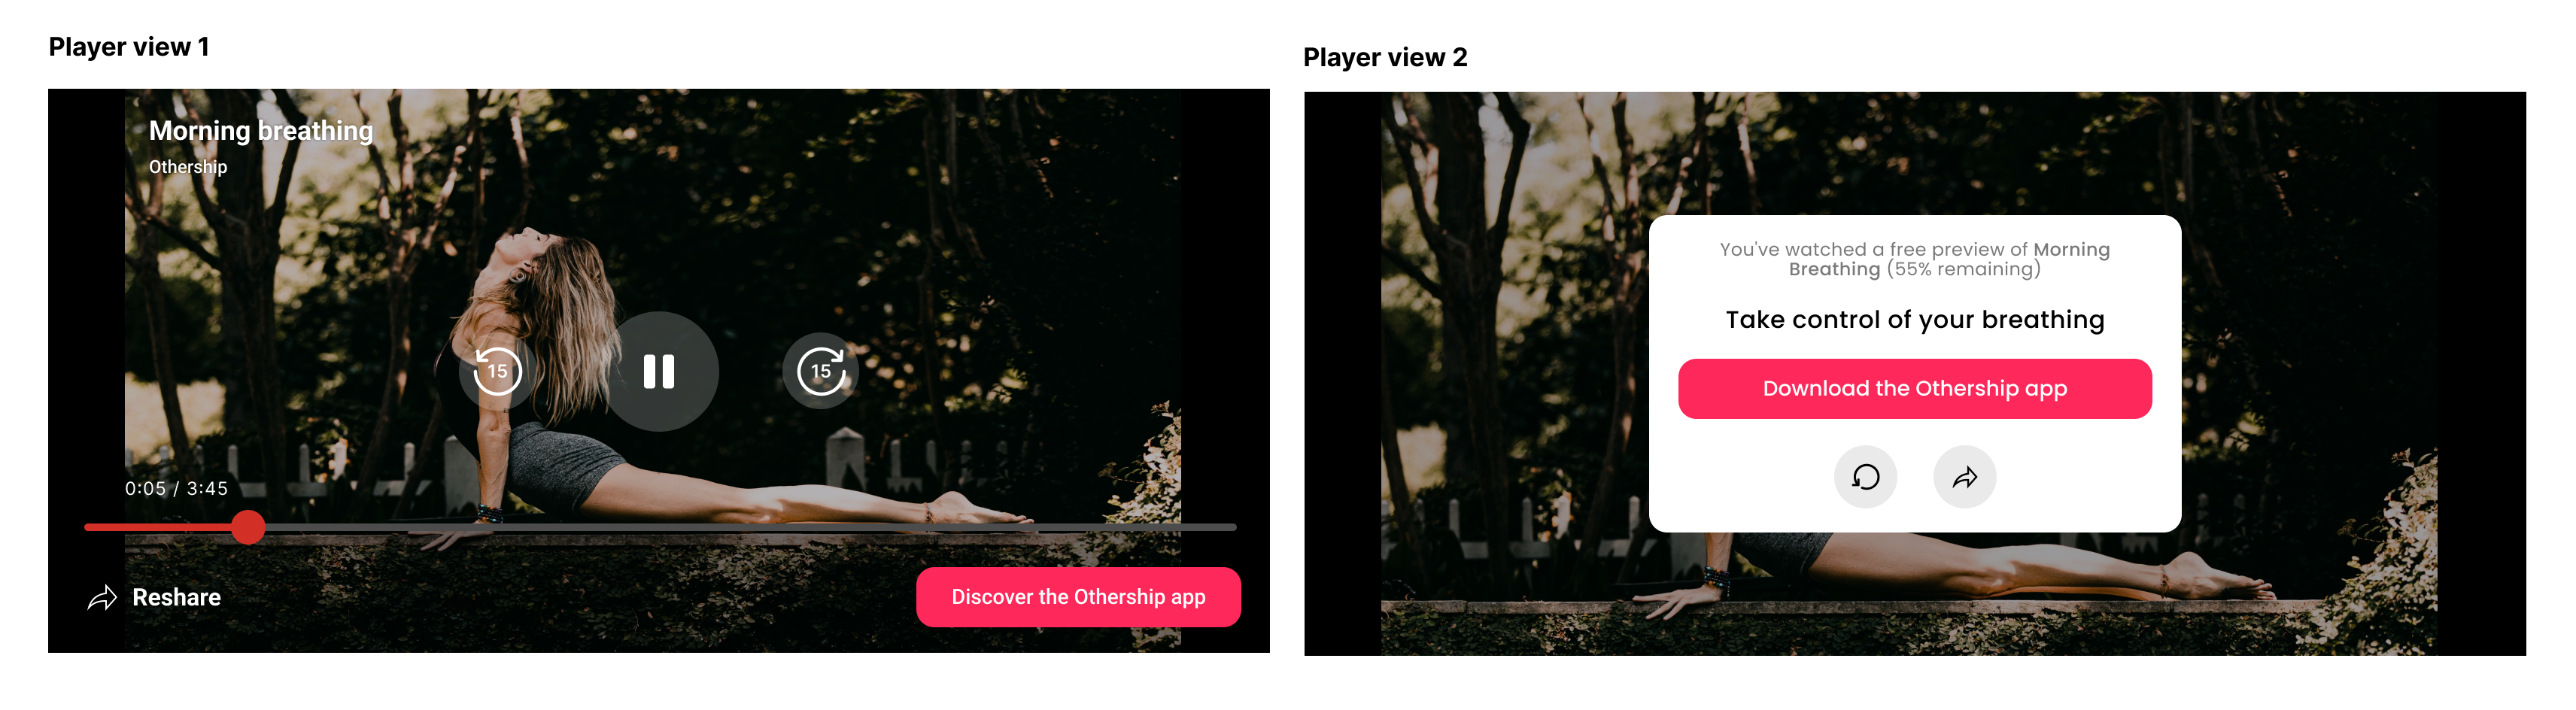 Player view 1
Morning breathing
Othership
15
15
0:05 / 3:45
Reshare
Discover the Othership app
Player view 2
You've watched a free preview of Morning
Breathing (55% remaining)
Take control of your breathing
Download the Othership app